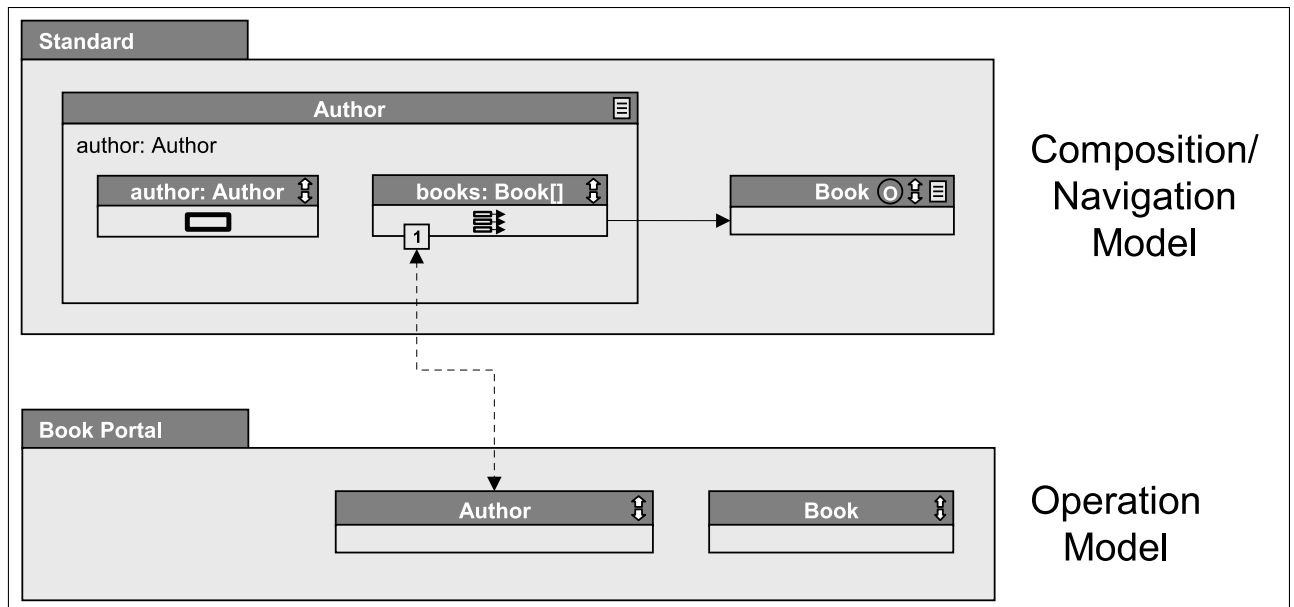 Standard
Author
author: Author
author: Author
books: Book[]
1
Book O
Composition/
Navigation
Model
Book Portal
Author
Book
Operation
Model